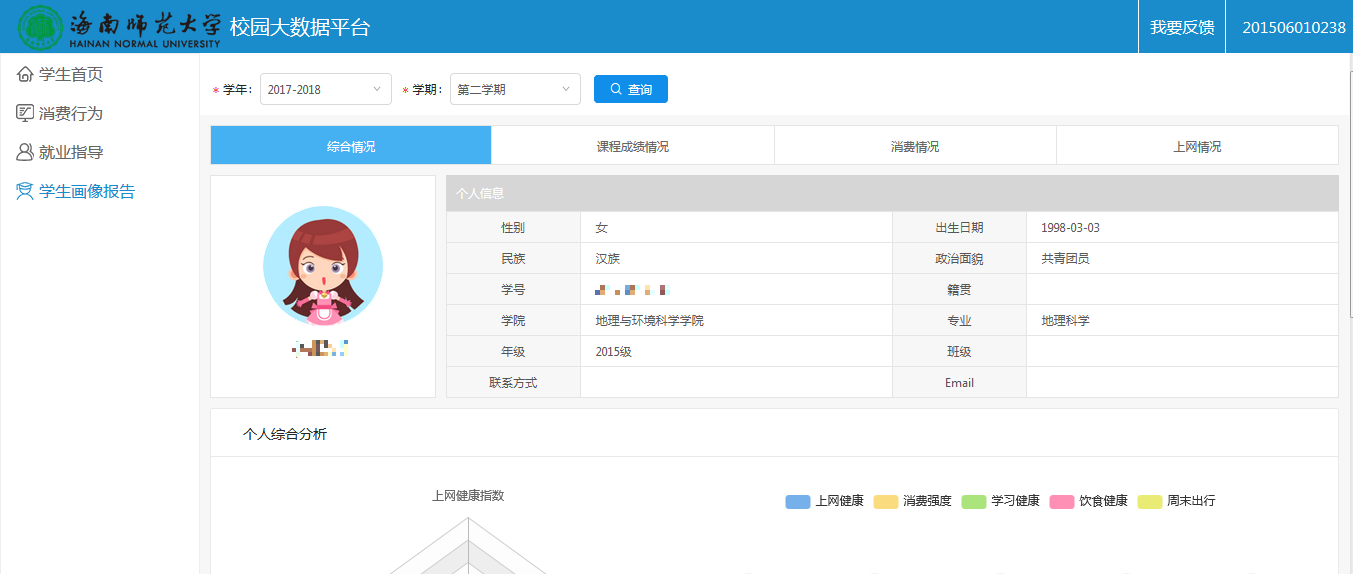 海南师范大学 校园大数据平台 我要反馈 201506010238
HAINAN NORMAL UNIVERSITY
学生首页
消费行为
就业指导
学生画像报告
* 学年: 2017-2018 * 学期: 第二学期 查询
综合情况 课程成绩情况 消费情况 上网情况
个人信息
性别 女 出生日期 1998-03-03
民族 汉族 政治面貌 共青团员
学号 籍贯
学院 地理与环境科学学院 专业 地理科学
年级 2015级 班级
联系方式 Email
个人综合分析
上网健康指数
上网健康 消费强度 学习健康 饮食健康 周末出行